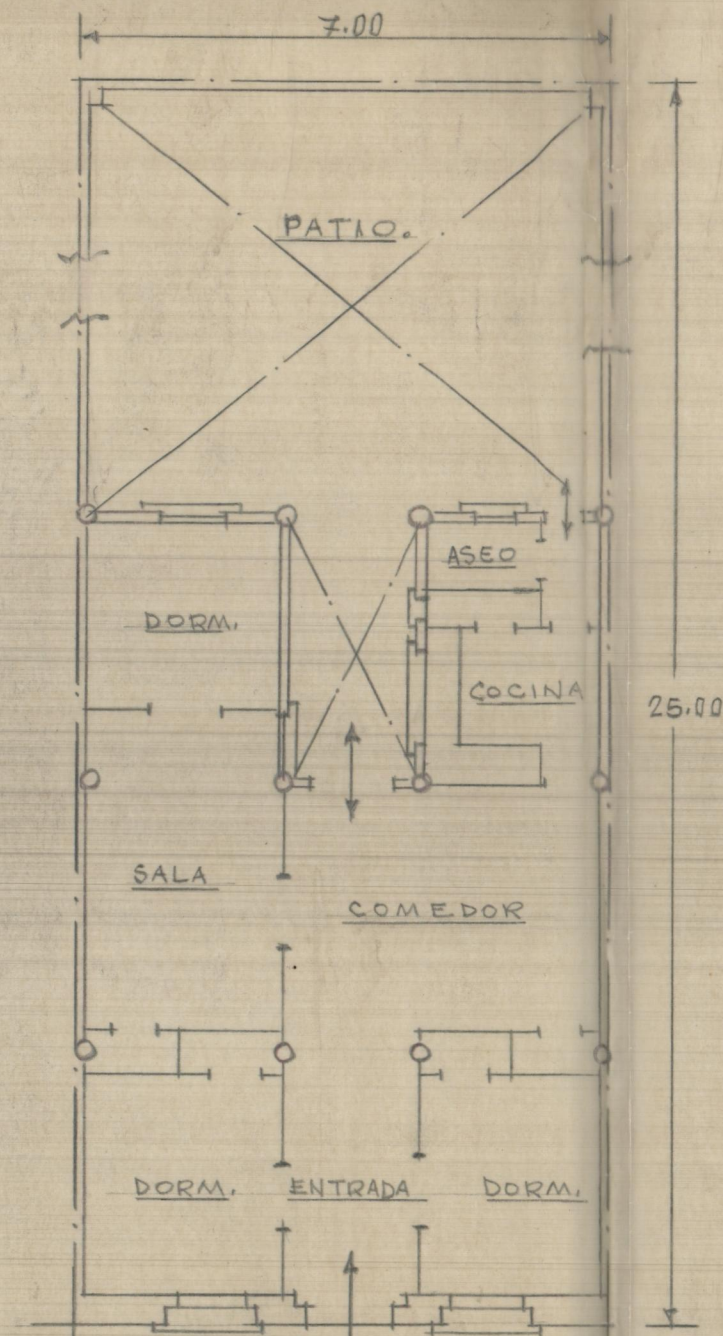 7.00
PATIO.
ASEO
DORM.
COCINA
25.00
SALA
COMEDOR
DORM. ENTRADA DORM.